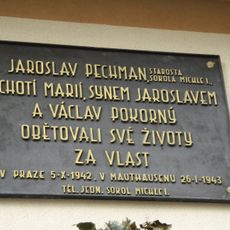 JAROSLAV PECHMAN, STAROSTA SOKOLA MICHLE I.,
CHOTÍ MARIÍ, SYNEM JAROSLAVEM
A VÁCLAV POKORNÝ
OBĚTOVALI SVÉ ŽIVOTY
ZA VLAST
V PRAZE 5-X-1942, V MAUTHAUSENU 26-I-1943
TĚL. JEDN. SOKOL MICHLE I.